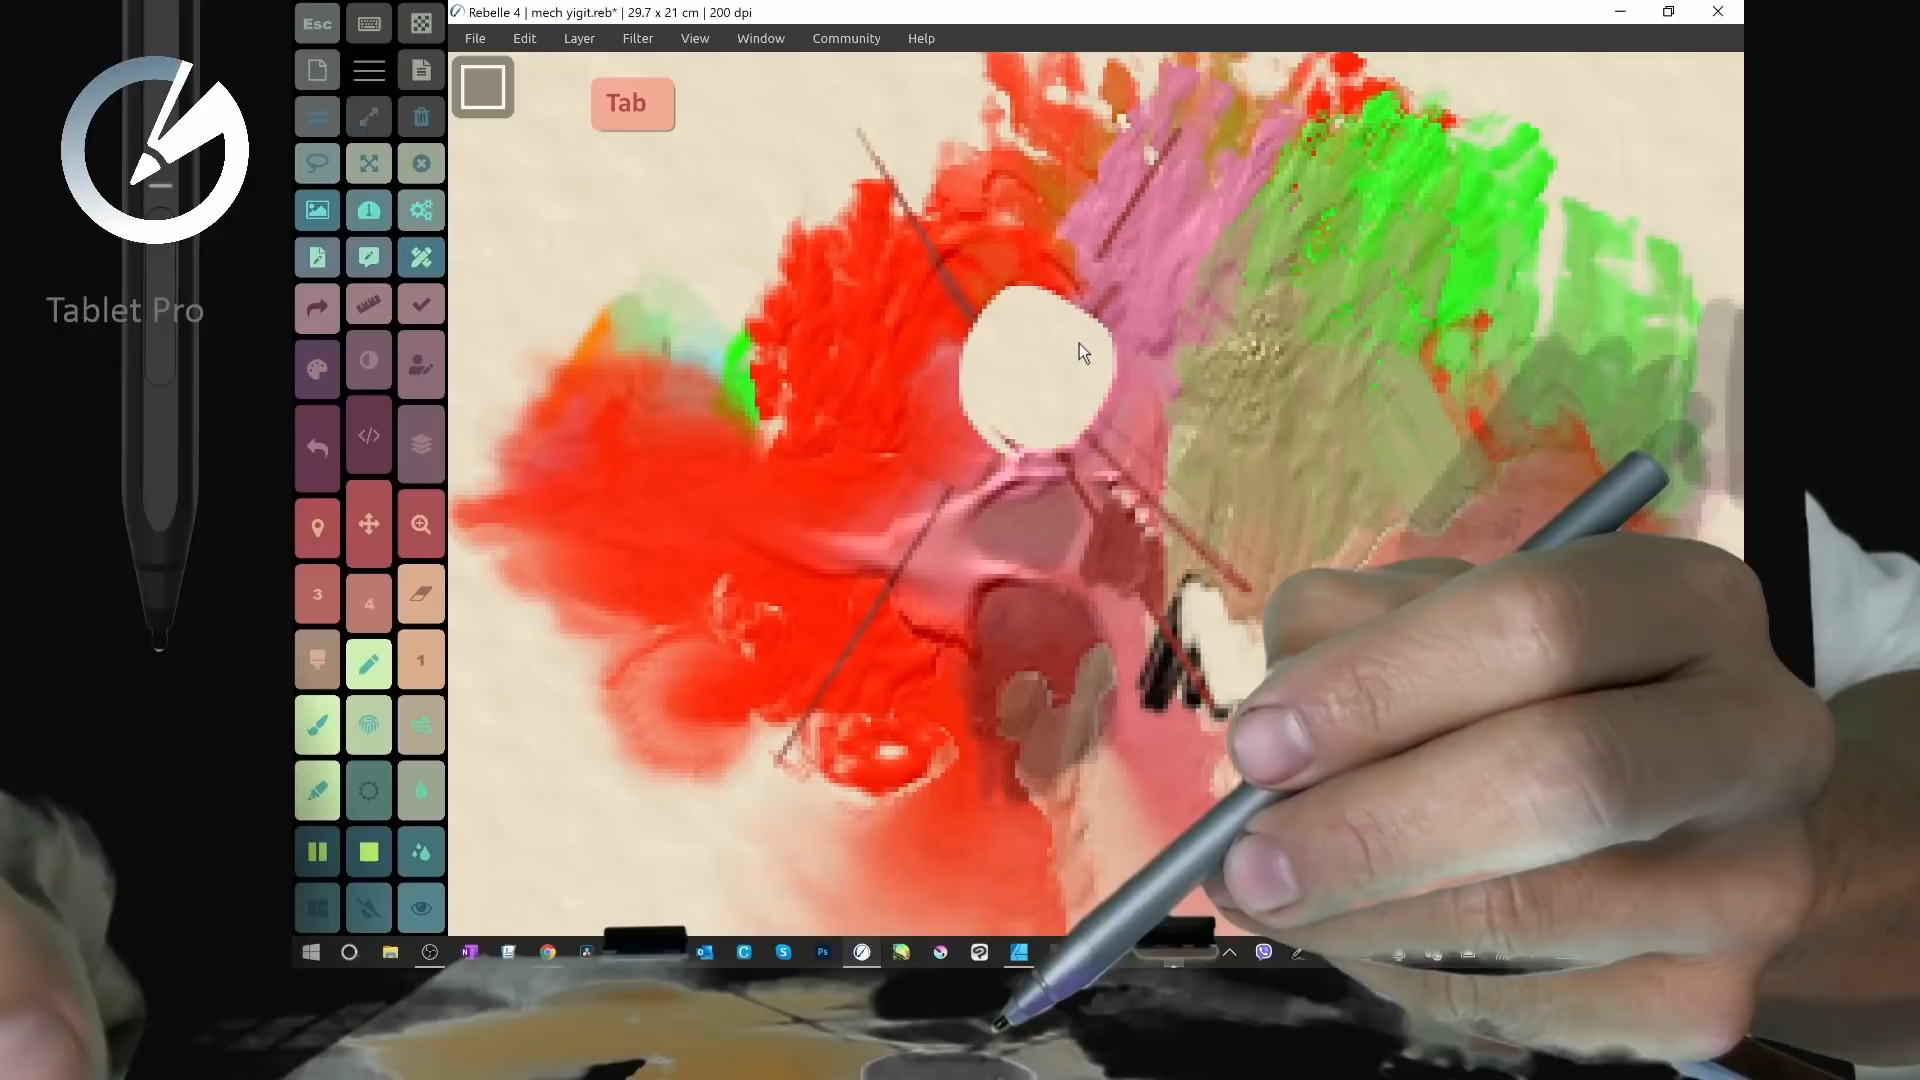 Esc
Rebelle 4 | mech yigit.reb* | 29.7 x 21 cm | 200 dpi
File Edit Layer Filter View Window Community Help
Tab
Tablet Pro
3
4
1
Ps